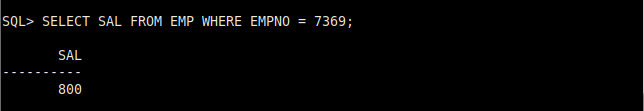 SQL> SELECT SAL FROM EMP WHERE EMPNO = 7369;
SAL
----------
800